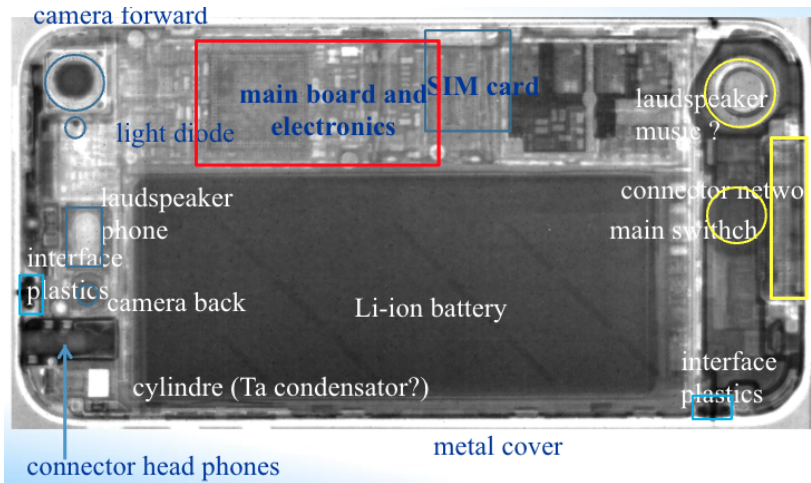 camera forward
main board and
electronics
SIM card
light diode
laudspeaker
music ?
laudspeaker
phone
connector netwo
main swithch
interface
plastics
camera back
Li-ion battery
cylindre (Ta condensator?)
interface
plastics
metal cover
connector head phones